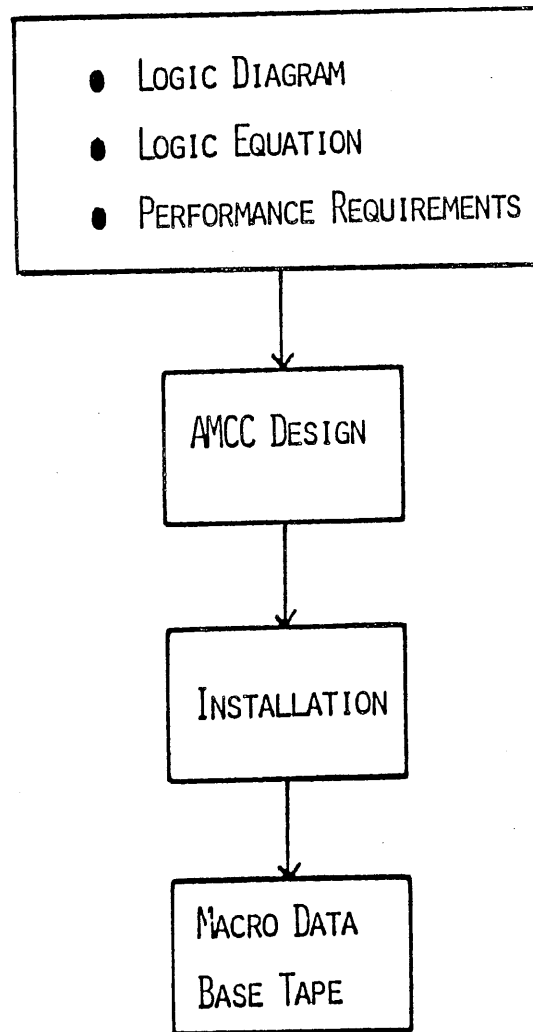 • LOGIC DIAGRAM
• LOGIC EQUATION
• PERFORMANCE REQUIREMENTS
AMCC DESIGN
INSTALLATION
MACRO DATA
BASE TAPE